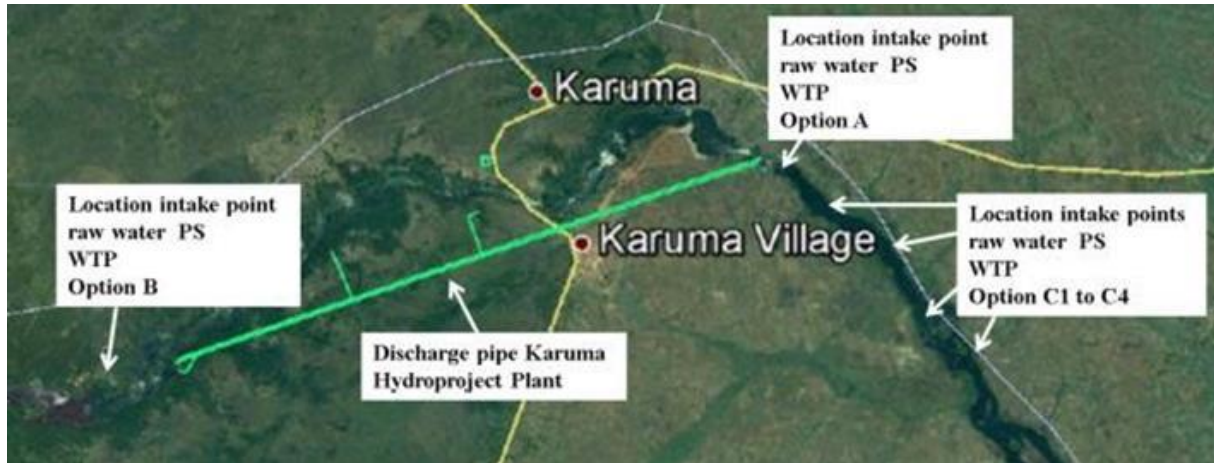 Location intake point
raw water PS
WTP
Option A
Karuma
Location intake point
raw water PS
WTP
Option B
Karuma Village
Location intake points
raw water PS
WTP
Option C1 to C4
Discharge pipe Karuma
Hydroproject Plant